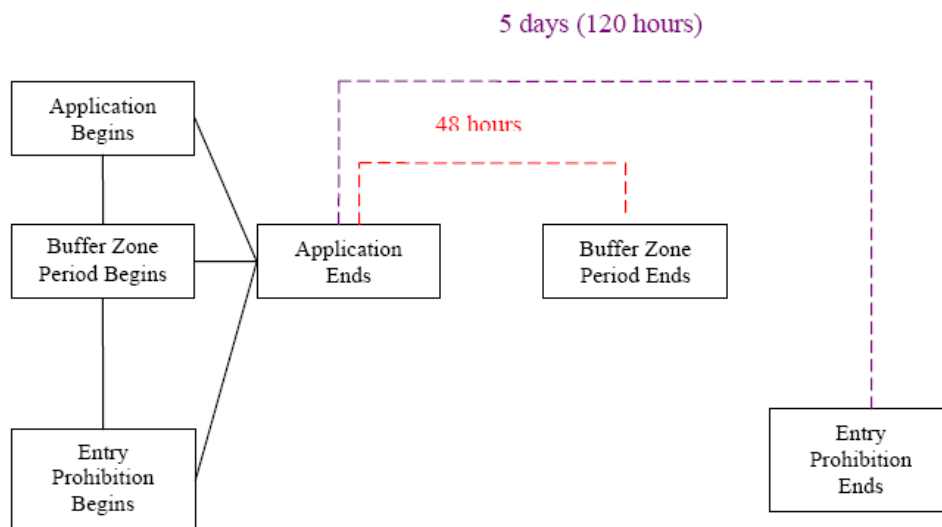 5 days (120 hours)
48 hours
Application
Begins
Buffer Zone
Period Begins
Application
Ends
Buffer Zone
Period Ends
Entry
Prohibition
Begins
Entry
Prohibition
Ends